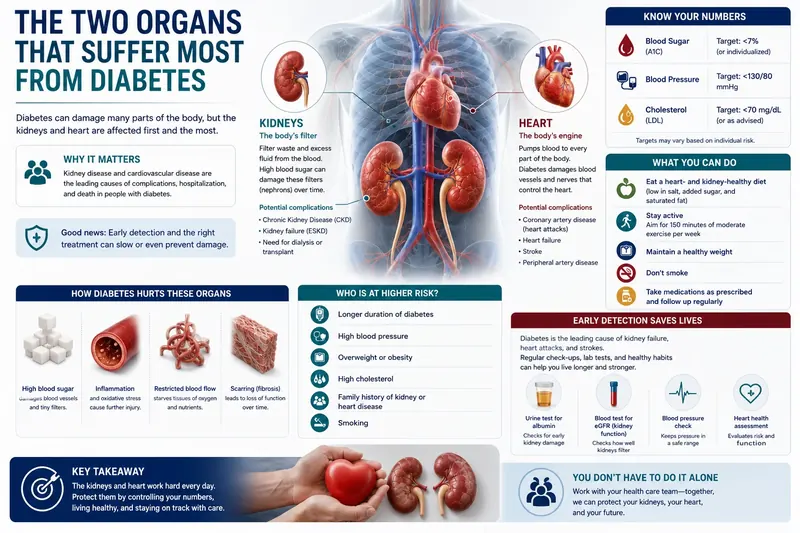 THE TWO ORGANS
THAT SUFFER MOST
FROM DIABETES
Diabetes can damage many parts of the body, but the
kidneys and heart are affected first and the most.
WHY IT MATTERS
Kidney disease and cardiovascular disease are
the leading causes of complications, hospitalization,
and death in people with diabetes.
Good news: Early detection and the right
treatment can slow or even prevent damage.
KIDNEYS
The body's filter
Filter waste and excess
fluid from the blood.
High blood sugar can
damage these filters
(nephrons) over time.
Potential complications
• Chronic Kidney Disease (CKD)
• Kidney failure (ESKD)
• Need for dialysis or
transplant
HEART
The body's engine
Pumps blood to every
part of the body.
Diabetes damages blood
vessels and nerves that
control the heart.
Potential complications
• Coronary artery disease
(heart attacks)
• Heart failure
• Stroke
• Peripheral artery disease
KNOW YOUR NUMBERS
Blood Sugar
(A1C)
Target: <7%
(or individualized)
Blood Pressure
Target: <130/80
mmHg
Cholesterol
(LDL)
Target: <70 mg/dL
(or as advised)
Targets may vary based on individual risk.
WHAT YOU CAN DO
Eat a heart- and kidney-healthy diet
(low in salt, added sugar, and
saturated fat)
Stay active
Aim for 150 minutes of moderate
exercise per week
Maintain a healthy weight
Don't smoke
Take medications as prescribed
and follow up regularly
HOW DIABETES HURTS THESE ORGANS
High blood sugar
damages blood vessels
and tiny filters.
Inflammation
and oxidative stress
cause further injury.
Restricted blood flow
starves tissues of oxygen
and nutrients.
Scarring (fibrosis)
leads to loss of function
over time.
WHO IS AT HIGHER RISK?
Longer duration of diabetes
High blood pressure
Overweight or obesity
High cholesterol
Family history of kidney or
heart disease
Smoking
EARLY DETECTION SAVES LIVES
Diabetes is the leading cause of kidney failure,
heart attacks, and strokes.
Regular check-ups, lab tests, and healthy habits
can help you live longer and stronger.
Urine test for
albumin
Checks for early
kidney damage
Blood test for
eGFR (kidney
function)
Checks how well
kidneys filter
Blood pressure
check
Keeps pressure in
a safe range
Heart health
assessment
Evaluates risk and
function
KEY TAKEAWAY
The kidneys and heart work hard every day.
Protect them by controlling your numbers,
living healthy, and staying on track with care.
YOU DON'T HAVE TO DO IT ALONE
Work with your health care team—together,
we can protect your kidneys, your heart,
and your future.